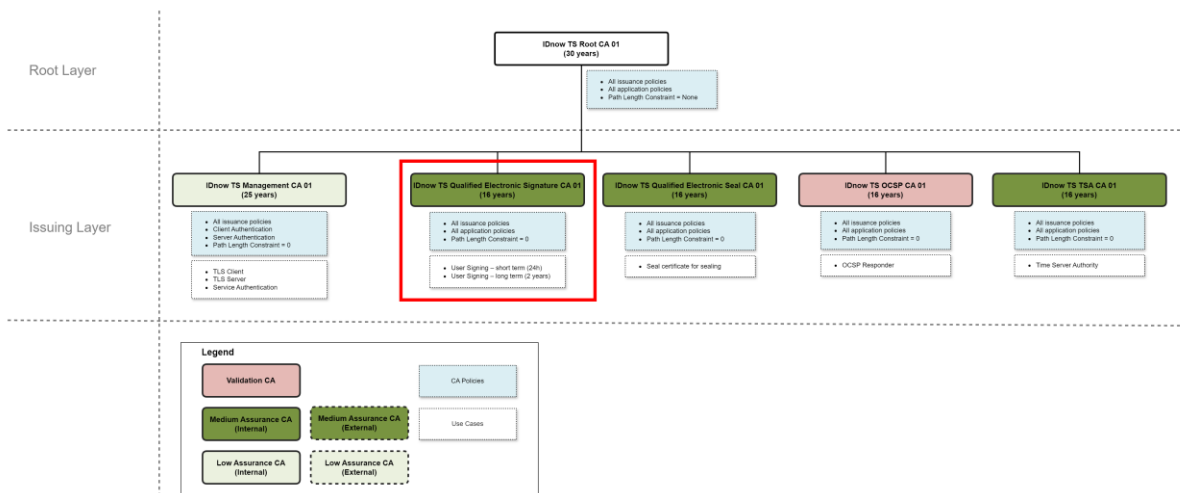 IDnow TS Root CA 01
(30 years)
Root Layer
• All issuance policies
• All application policies
• Path Length Constraint = None
IDnow TS Management CA 01
(25 years)
IDnow TS Qualified Electronic Signature CA 01
(16 years)
IDnow TS Qualified Electronic Seal CA 01
(16 years)
IDnow TS OCSP CA 01
(16 years)
IDnow TS TSA CA 01
(16 years)
Issuing Layer
• All issuance policies
• Client Authentication
• Server Authentication
• Path Length Constraint = 0
• All issuance policies
• All application policies
• Path Length Constraint = 0
• All issuance policies
• All application policies
• Path Length Constraint = 0
• All issuance policies
• All application policies
• Path Length Constraint = 0
• All issuance policies
• All application policies
• Path Length Constraint = 0
• TLS Client
• TLS Server
• Service Authentication
• User Signing – short term (24h)
• User Signing – long term (2 years)
• Seal certificate for sealing
• OCSP Responder
• Time Server Authority
Legend
Validation CA
CA Policies
Medium Assurance CA
(Internal)
Medium Assurance CA
(External)
Use Cases
Low Assurance CA
(Internal)
Low Assurance CA
(External)